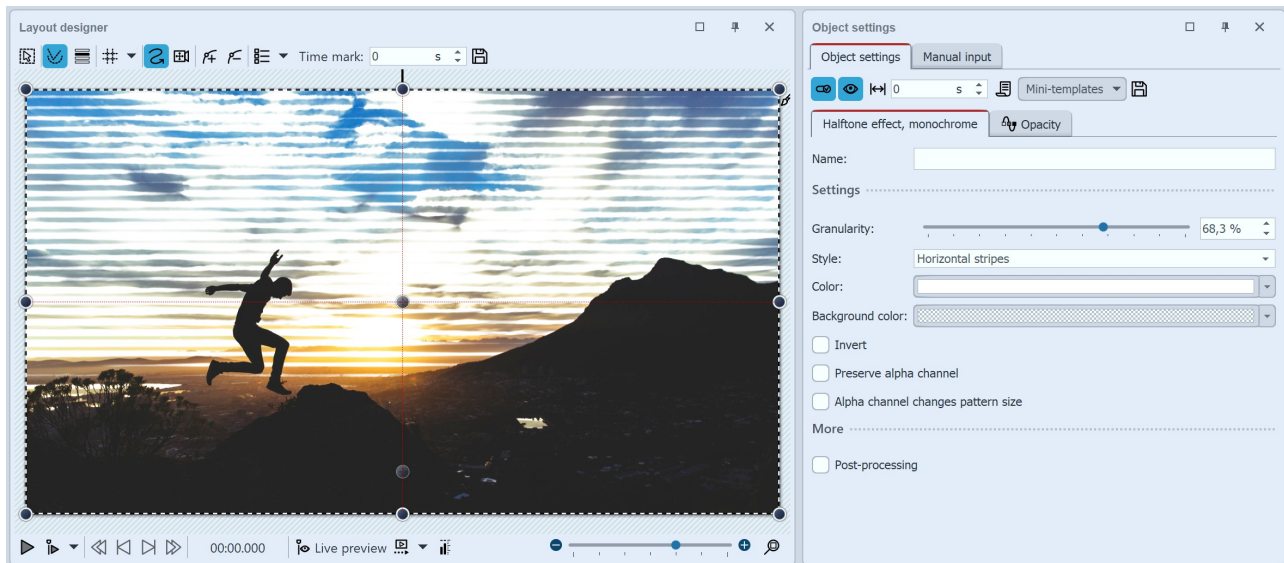 Layout designer
Time mark: 0 s
00:00.000 Live preview
Object settings
Object settings Manual input
0 s Mini-templates
Halftone effect, monochrome Opacity
Name:
Settings
Granularity: 68,3 %
Style: Horizontal stripes
Color:
Background color:
Invert
Preserve alpha channel
Alpha channel changes pattern size
More
Post-processing